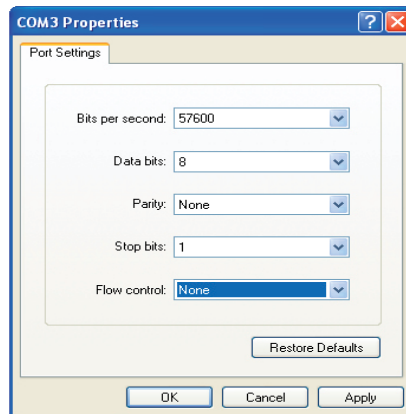 COM3 Properties
Port Settings
Bits per second: 57600
Data bits: 8
Parity: None
Stop bits: 1
Flow control: None
Restore Defaults
OK Cancel Apply